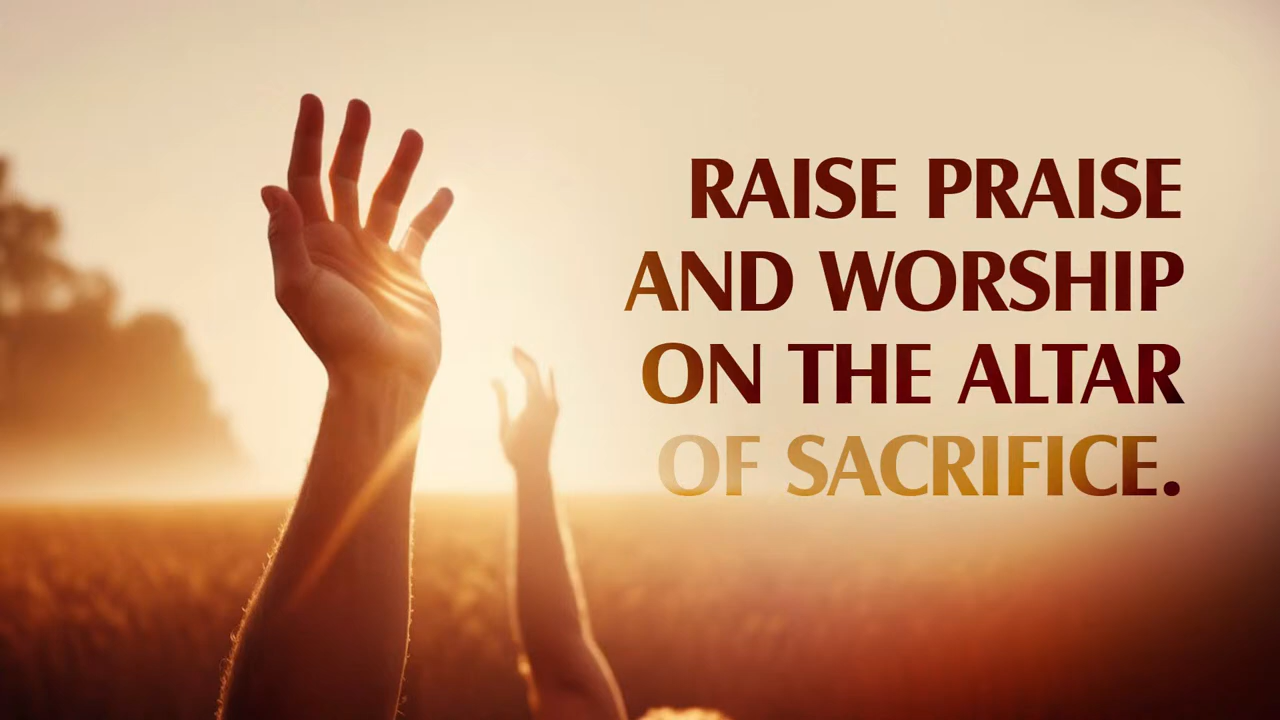 RAISE PRAISE
AND WORSHIP
ON THE ALTAR
OF SACRIFICE.